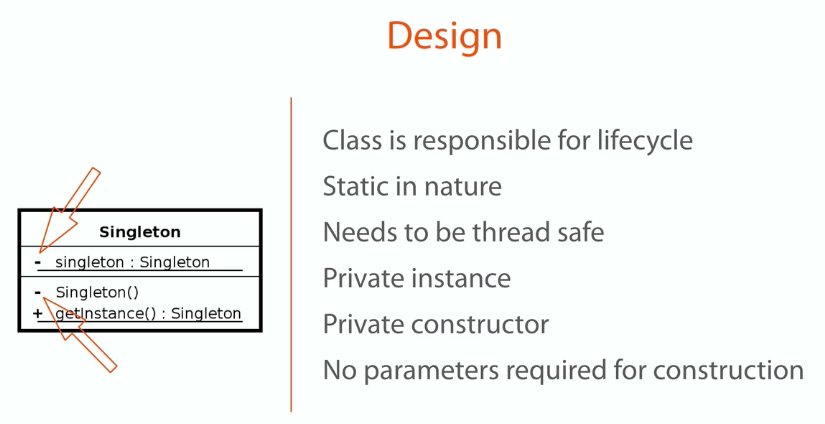 Design
Singleton
- singleton : Singleton
- Singleton()
+ getInstance() : Singleton
Class is responsible for lifecycle
Static in nature
Needs to be thread safe
Private instance
Private constructor
No parameters required for construction